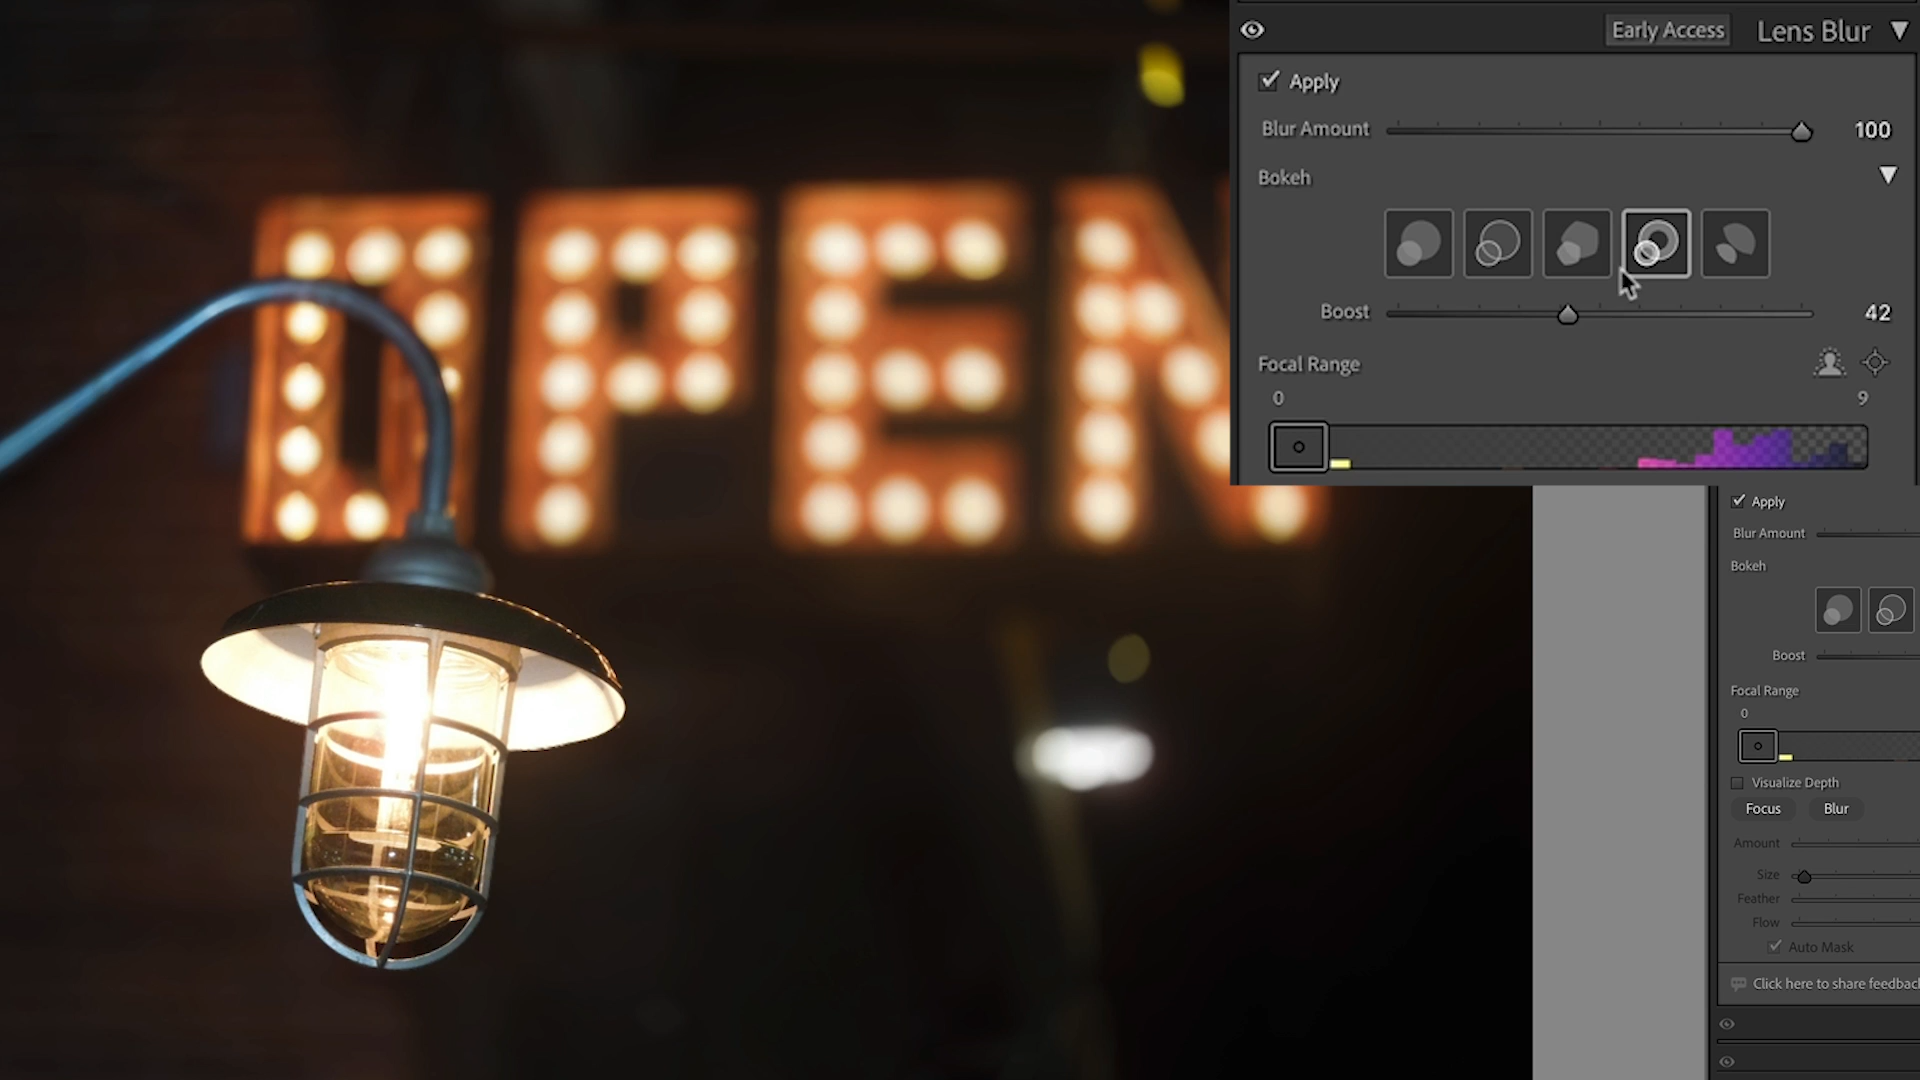 OPEN
Early Access Lens Blur
Apply
Blur Amount 100
Bokeh
Boost 42
Focal Range
0 9
Apply
Blur Amount
Bokeh
Boost
Focal Range
0
Visualize Depth
Focus Blur
Amount
Size
Feather
Flow
Auto Mask
Click here to share feedbac